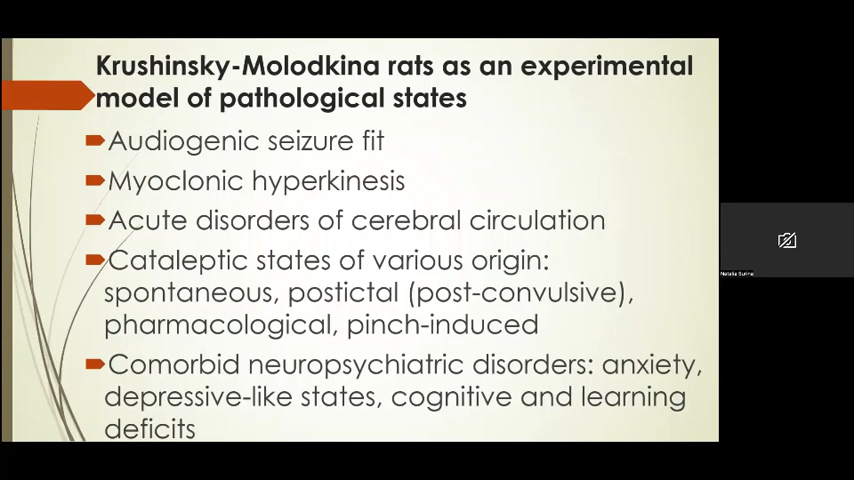 Krushinsky-Molodkina rats as an experimental
model of pathological states
Audiogenic seizure fit
Myoclonic hyperkinesis
Acute disorders of cerebral circulation
Cataleptic states of various origin:
spontaneous, postictal (post-convulsive),
pharmacological, pinch-induced
Comorbid neuropsychiatric disorders: anxiety,
depressive-like states, cognitive and learning
deficits
Natalia Surina